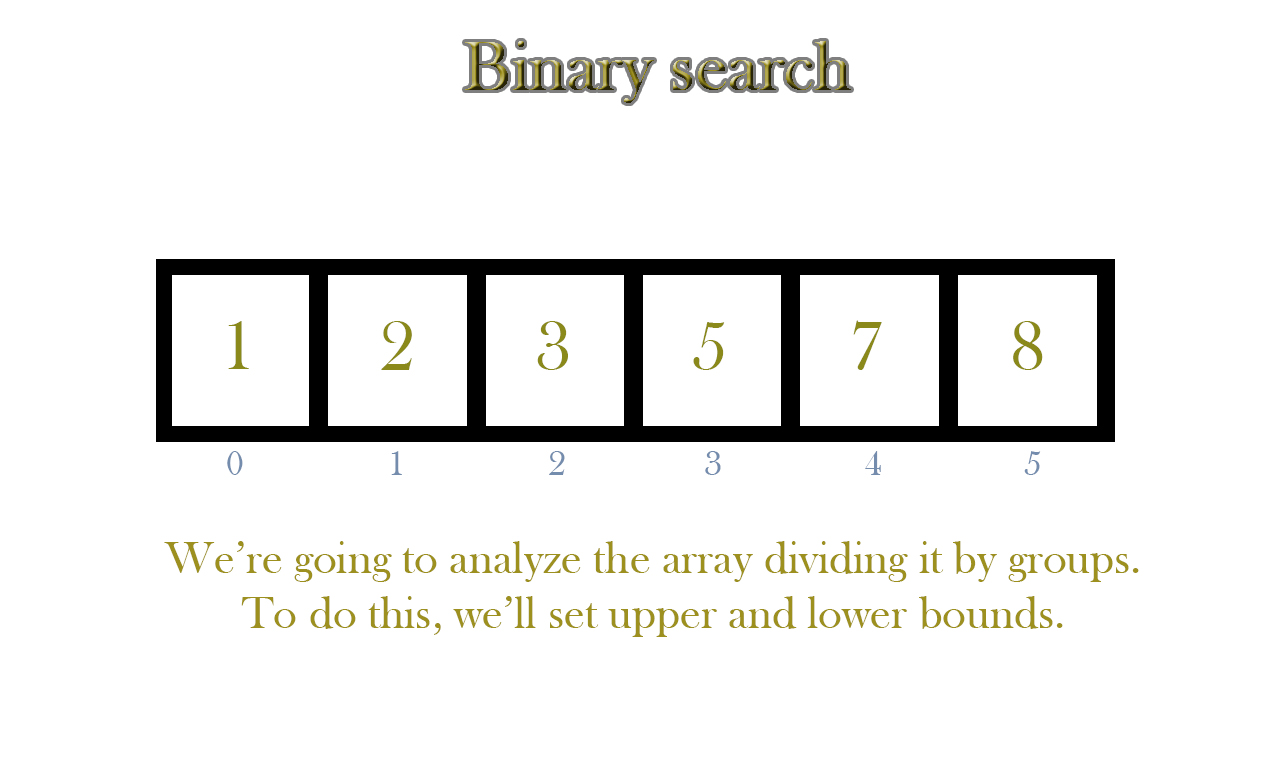 Binary search
1 2 3 5 7 8
0 1 2 3 4 5
We’re going to analyze the array dividing it by groups.
To do this, we’ll set upper and lower bounds.